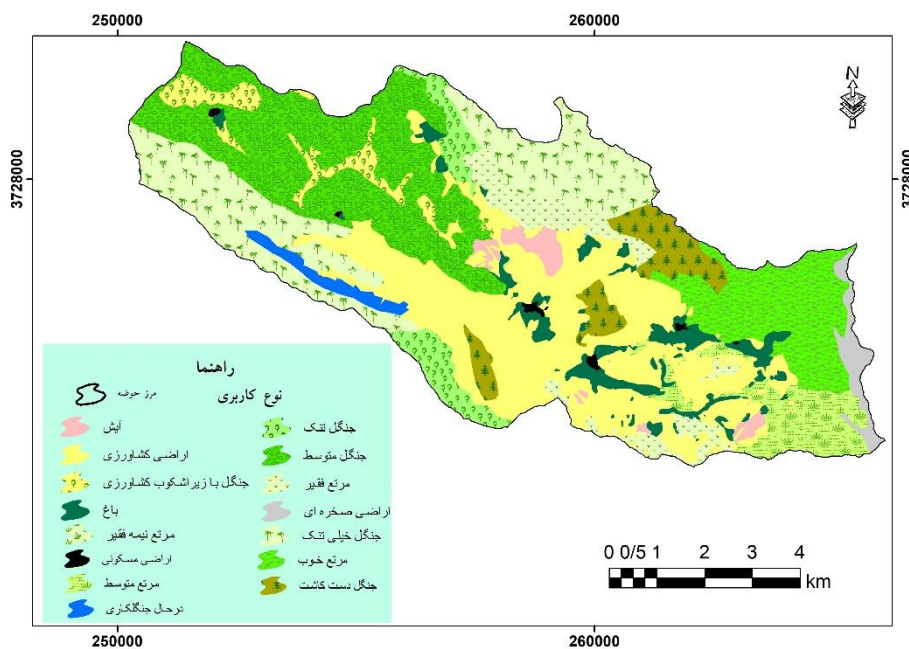 250000 260000
N
3728000 3728000
راهنما
نوع کاربری
مرز حوضه
آیش
اراضی کشاورزی
جنگل با زیراشکوب کشاورزی
باغ
مرتع نیمه فقیر
اراضی مسکونی
مرتع متوسط
درحال جنگلکاری
جنگل تنک
جنگل متوسط
مرتع فقیر
اراضی صخره ای
جنگل خیلی تنک
مرتع خوب
جنگل دست کاشت
0 0/5 1 2 3 4
km
250000 260000